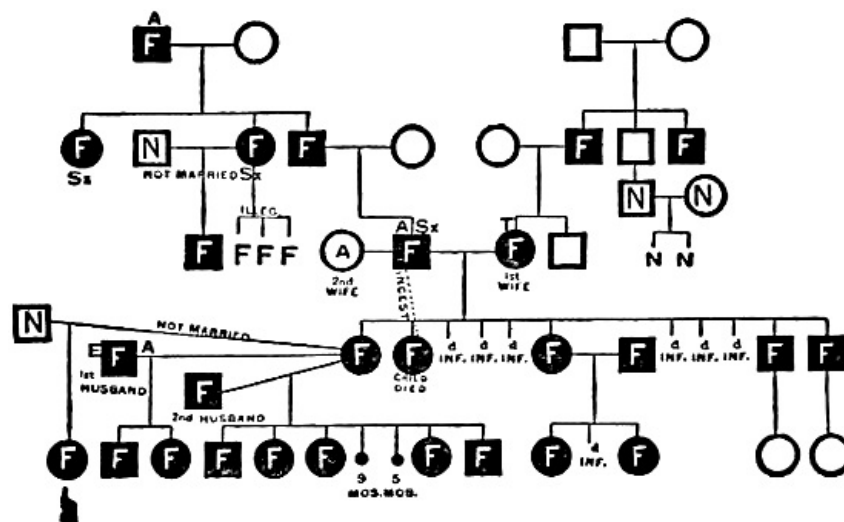 A
F
F N F F F F
Sx NOT MARRIED Sx
N N
ILLEG.
F F F F N N
A Sx T
A F F
2nd WIFE 1st WIFE
INCEST
N NOT MARRIED
E F A F F d d d F F d d d F F
INF. INF. INF. INF. INF. INF.
1st HUSBAND
CHILD DIED
F
2nd HUSBAND
F F F F F F F F F d F
INF.
9 5
MOS. MOS.